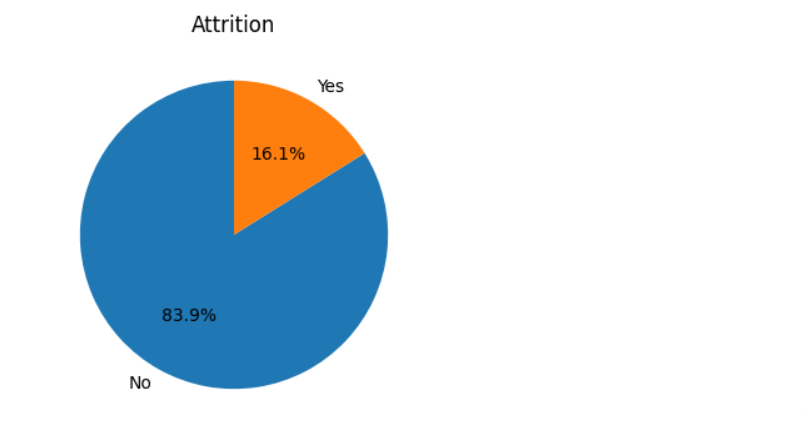 Attrition
Yes
16.1%
83.9%
No